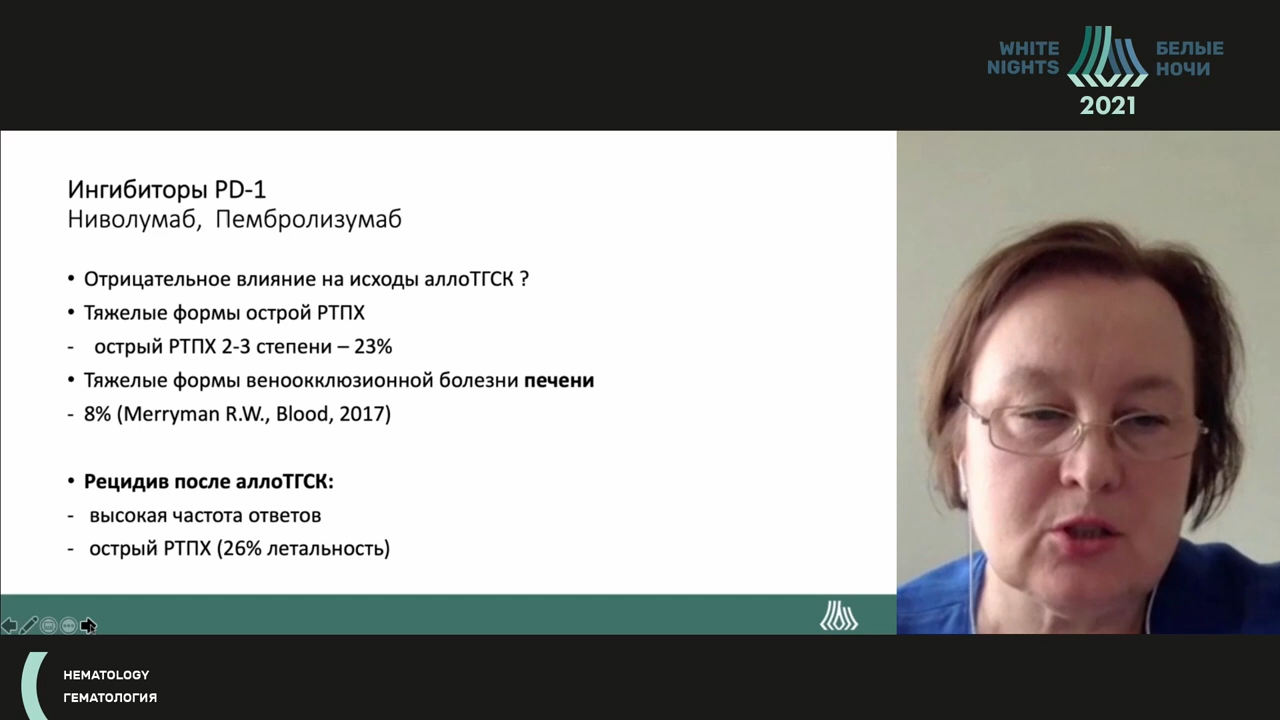 WHITE
NIGHTS
БЕЛЫЕ
НОЧИ
2021
Ингибиторы PD-1
Ниволумаб, Пембролизумаб
• Отрицательное влияние на исходы аллоТГСК ?
• Тяжелые формы острой РТПХ
- острый РТПХ 2-3 степени – 23%
• Тяжелые формы веноокклюзионной болезни печени
- 8% (Merryman R.W., Blood, 2017)
• Рецидив после аллоТГСК:
- высокая частота ответов
- острый РТПХ (26% летальность)
HEMATOLOGY
ГЕМАТОЛОГИЯ